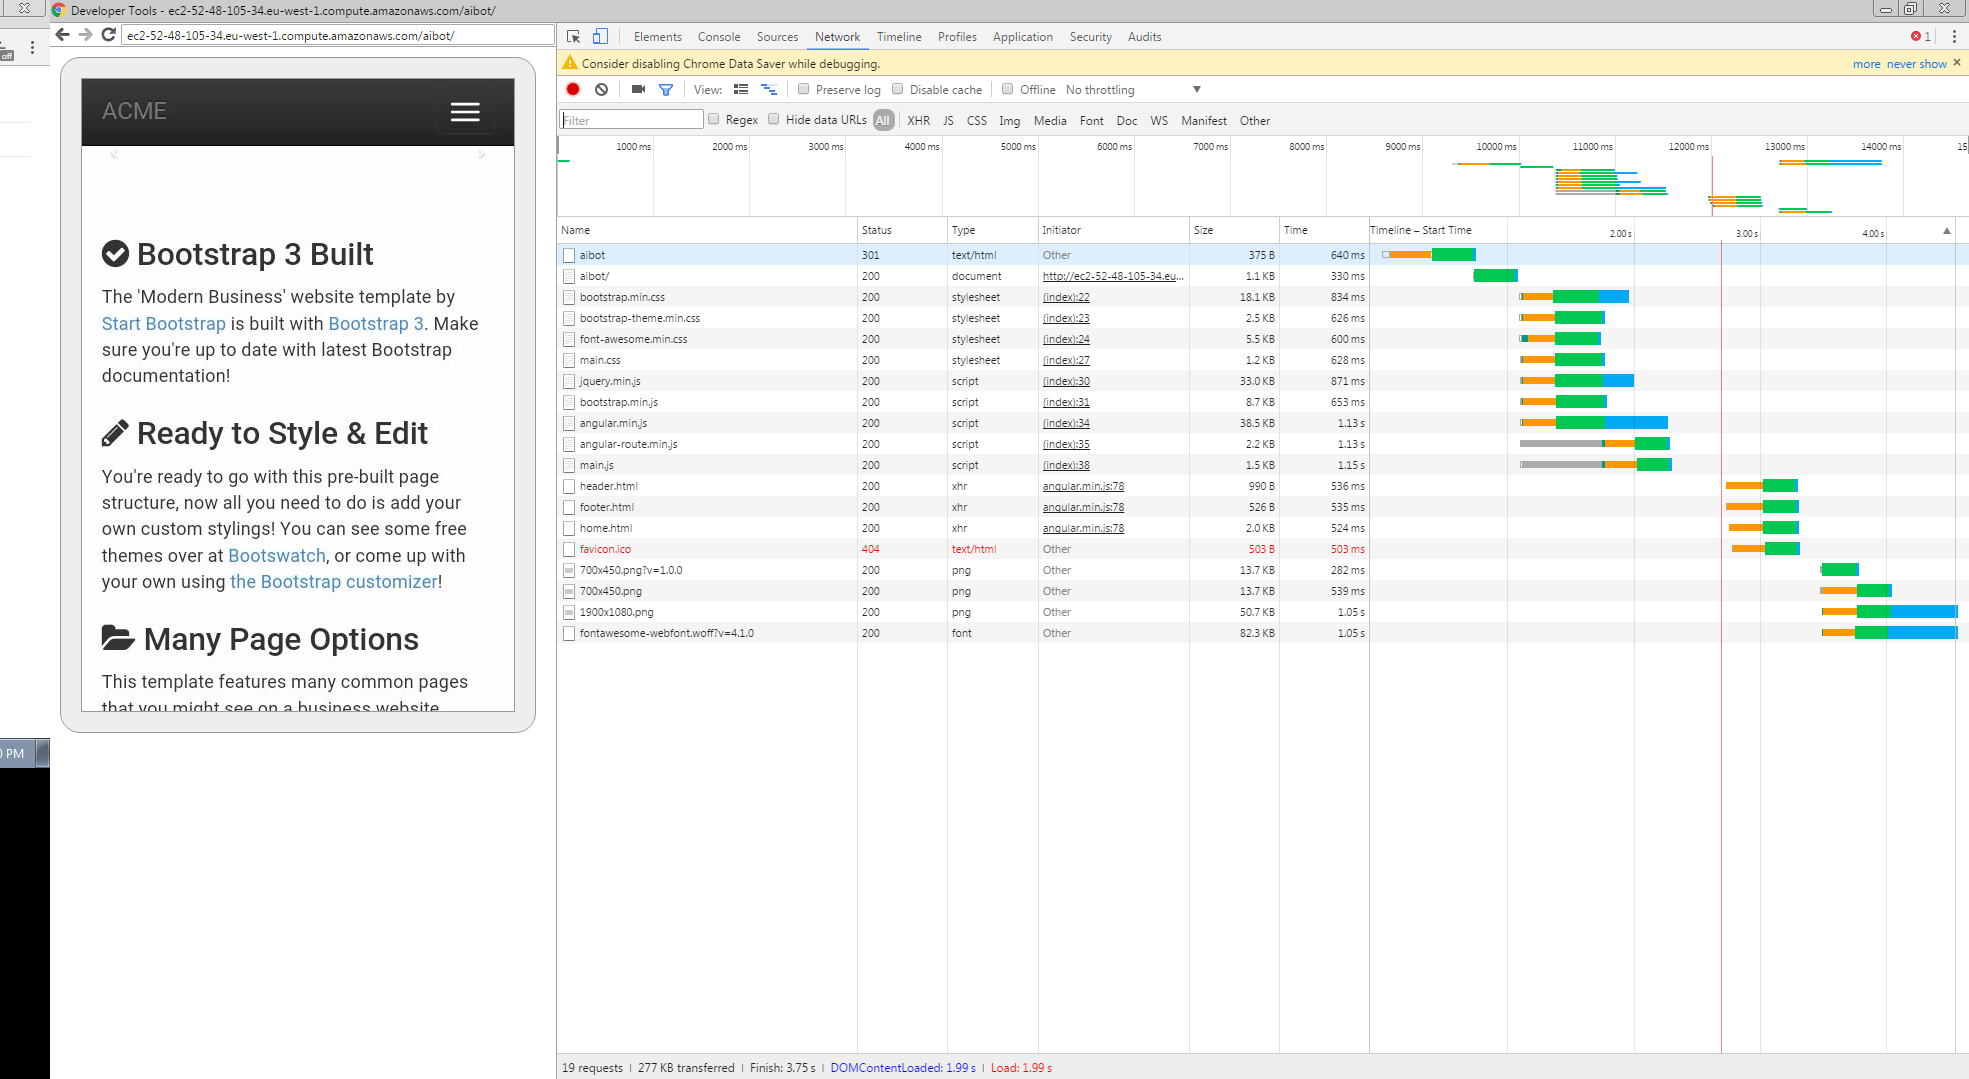 Developer Tools - ec2-52-48-105-34.eu-west-1.compute.amazonaws.com/aibot/
ec2-52-48-105-34.eu-west-1.compute.amazonaws.com/aibot/
off
ACME
Bootstrap 3 Built
The 'Modern Business' website template by
Start Bootstrap is built with Bootstrap 3. Make
sure you're up to date with latest Bootstrap
documentation!
Ready to Style & Edit
You're ready to go with this pre-built page
structure, now all you need to do is add your
own custom stylings! You can see some free
themes over at Bootswatch, or come up with
your own using the Bootstrap customizer!
Many Page Options
This template features many common pages
that you might see on a business website.
PM
Elements Console Sources Network Timeline Profiles Application Security Audits 1
Consider disabling Chrome Data Saver while debugging. more never show
View: Preserve log Disable cache Offline No throttling
Filter Regex Hide data URLs All XHR JS CSS Img Media Font Doc WS Manifest Other
1000 ms 2000 ms 3000 ms 4000 ms 5000 ms 6000 ms 7000 ms 8000 ms 9000 ms 10000 ms 11000 ms 12000 ms 13000 ms 14000 ms 15
Name Status Type Initiator Size Time Timeline – Start Time 2.00 s 3.00 s 4.00 s
aibot 301 text/html Other 375 B 640 ms
aibot/ 200 document http://ec2-52-48-105-34.eu... 1.1 KB 330 ms
bootstrap.min.css 200 stylesheet (index):22 18.1 KB 834 ms
bootstrap-theme.min.css 200 stylesheet (index):23 2.5 KB 626 ms
font-awesome.min.css 200 stylesheet (index):24 5.5 KB 600 ms
main.css 200 stylesheet (index):27 1.2 KB 628 ms
jquery.min.js 200 script (index):30 33.0 KB 871 ms
bootstrap.min.js 200 script (index):31 8.7 KB 653 ms
angular.min.js 200 script (index):34 38.5 KB 1.13 s
angular-route.min.js 200 script (index):35 2.2 KB 1.13 s
main.js 200 script (index):38 1.5 KB 1.15 s
header.html 200 xhr angular.min.js:78 990 B 536 ms
footer.html 200 xhr angular.min.js:78 526 B 535 ms
home.html 200 xhr angular.min.js:78 2.0 KB 524 ms
favicon.ico 404 text/html Other 503 B 503 ms
700x450.png?v=1.0.0 200 png Other 13.7 KB 282 ms
700x450.png 200 png Other 13.7 KB 539 ms
1900x1080.png 200 png Other 50.7 KB 1.05 s
fontawesome-webfont.woff?v=4.1.0 200 font Other 82.3 KB 1.05 s
19 requests | 277 KB transferred | Finish: 3.75 s | DOMContentLoaded: 1.99 s | Load: 1.99 s